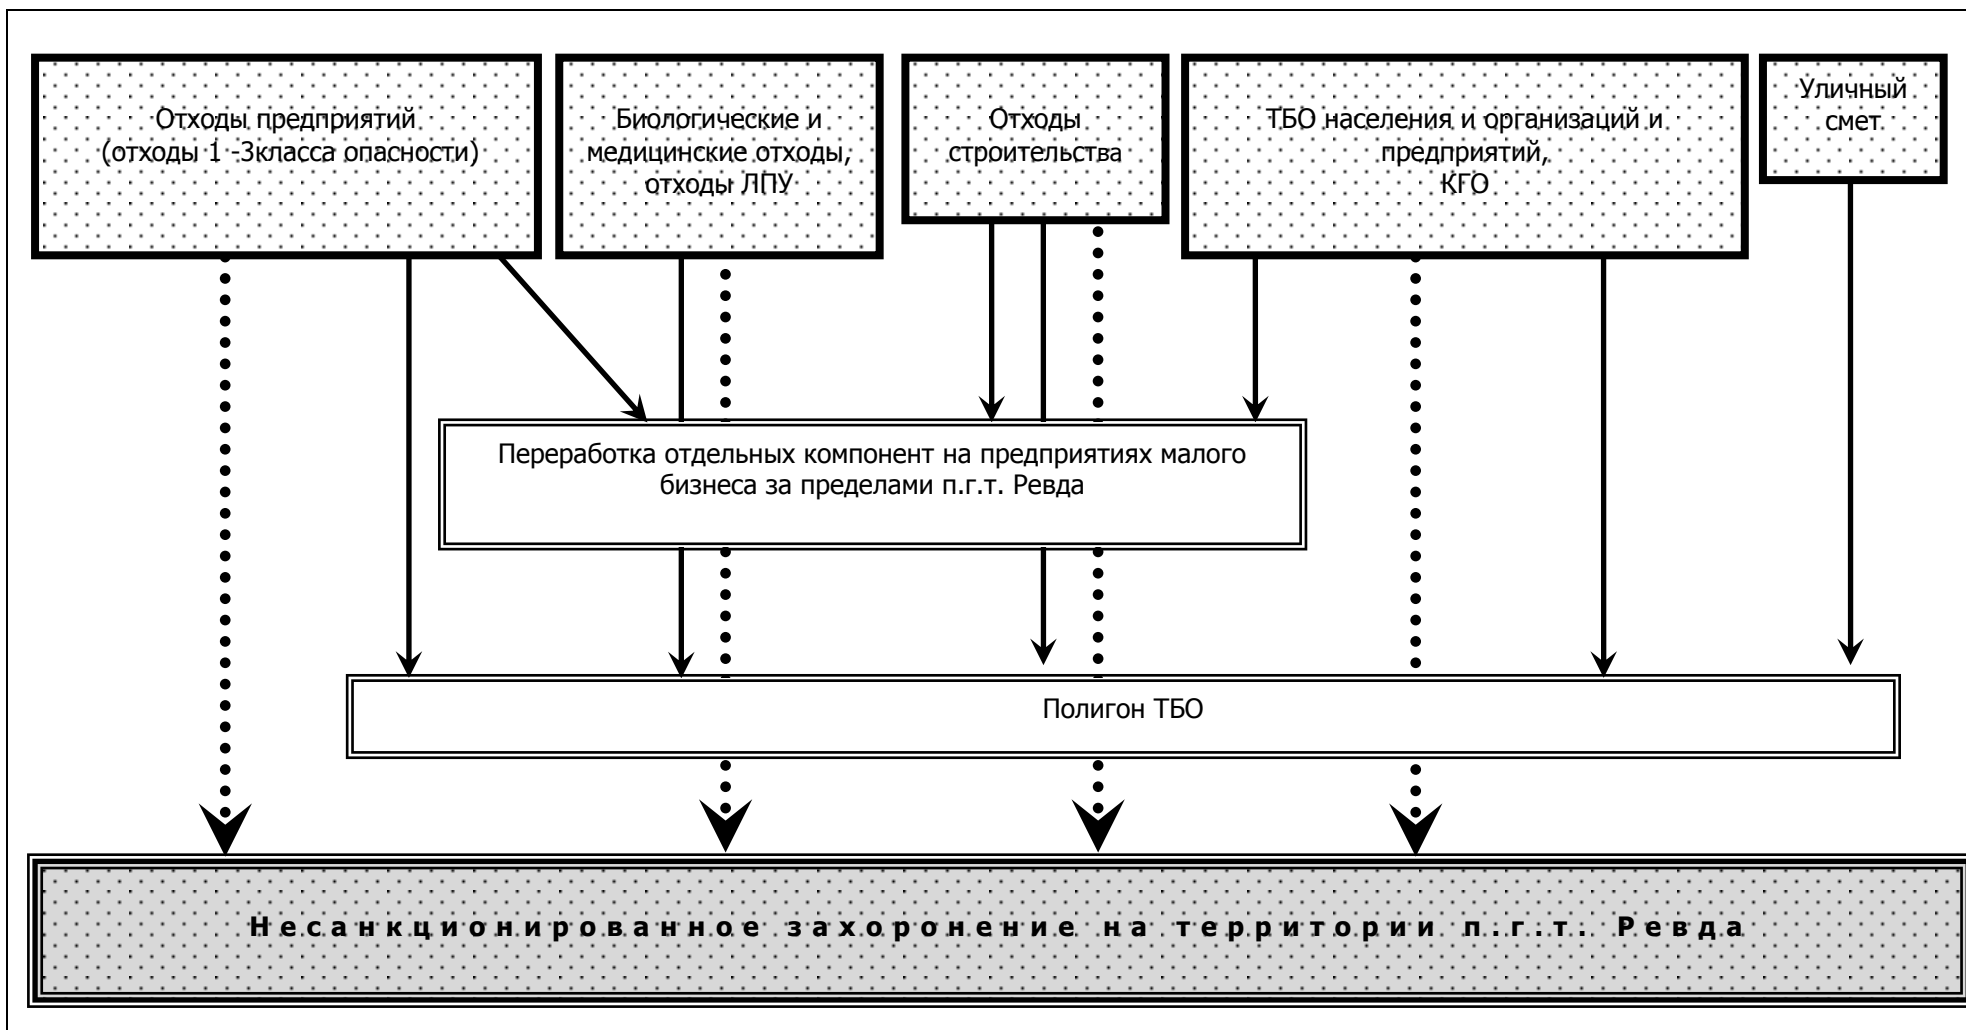 Отходы предприятий
(отходы 1 -3класса опасности)
Биологические и
медицинские отходы,
отходы ЛПУ
Отходы
строительства
ТБО населения и организаций и
предприятий,
КГО
Уличный
смет
Переработка отдельных компонент на предприятиях малого
бизнеса за пределами п.г.т. Ревда
Полигон ТБО
Несанкционированное захоронение на территории п.г.т. Ревда